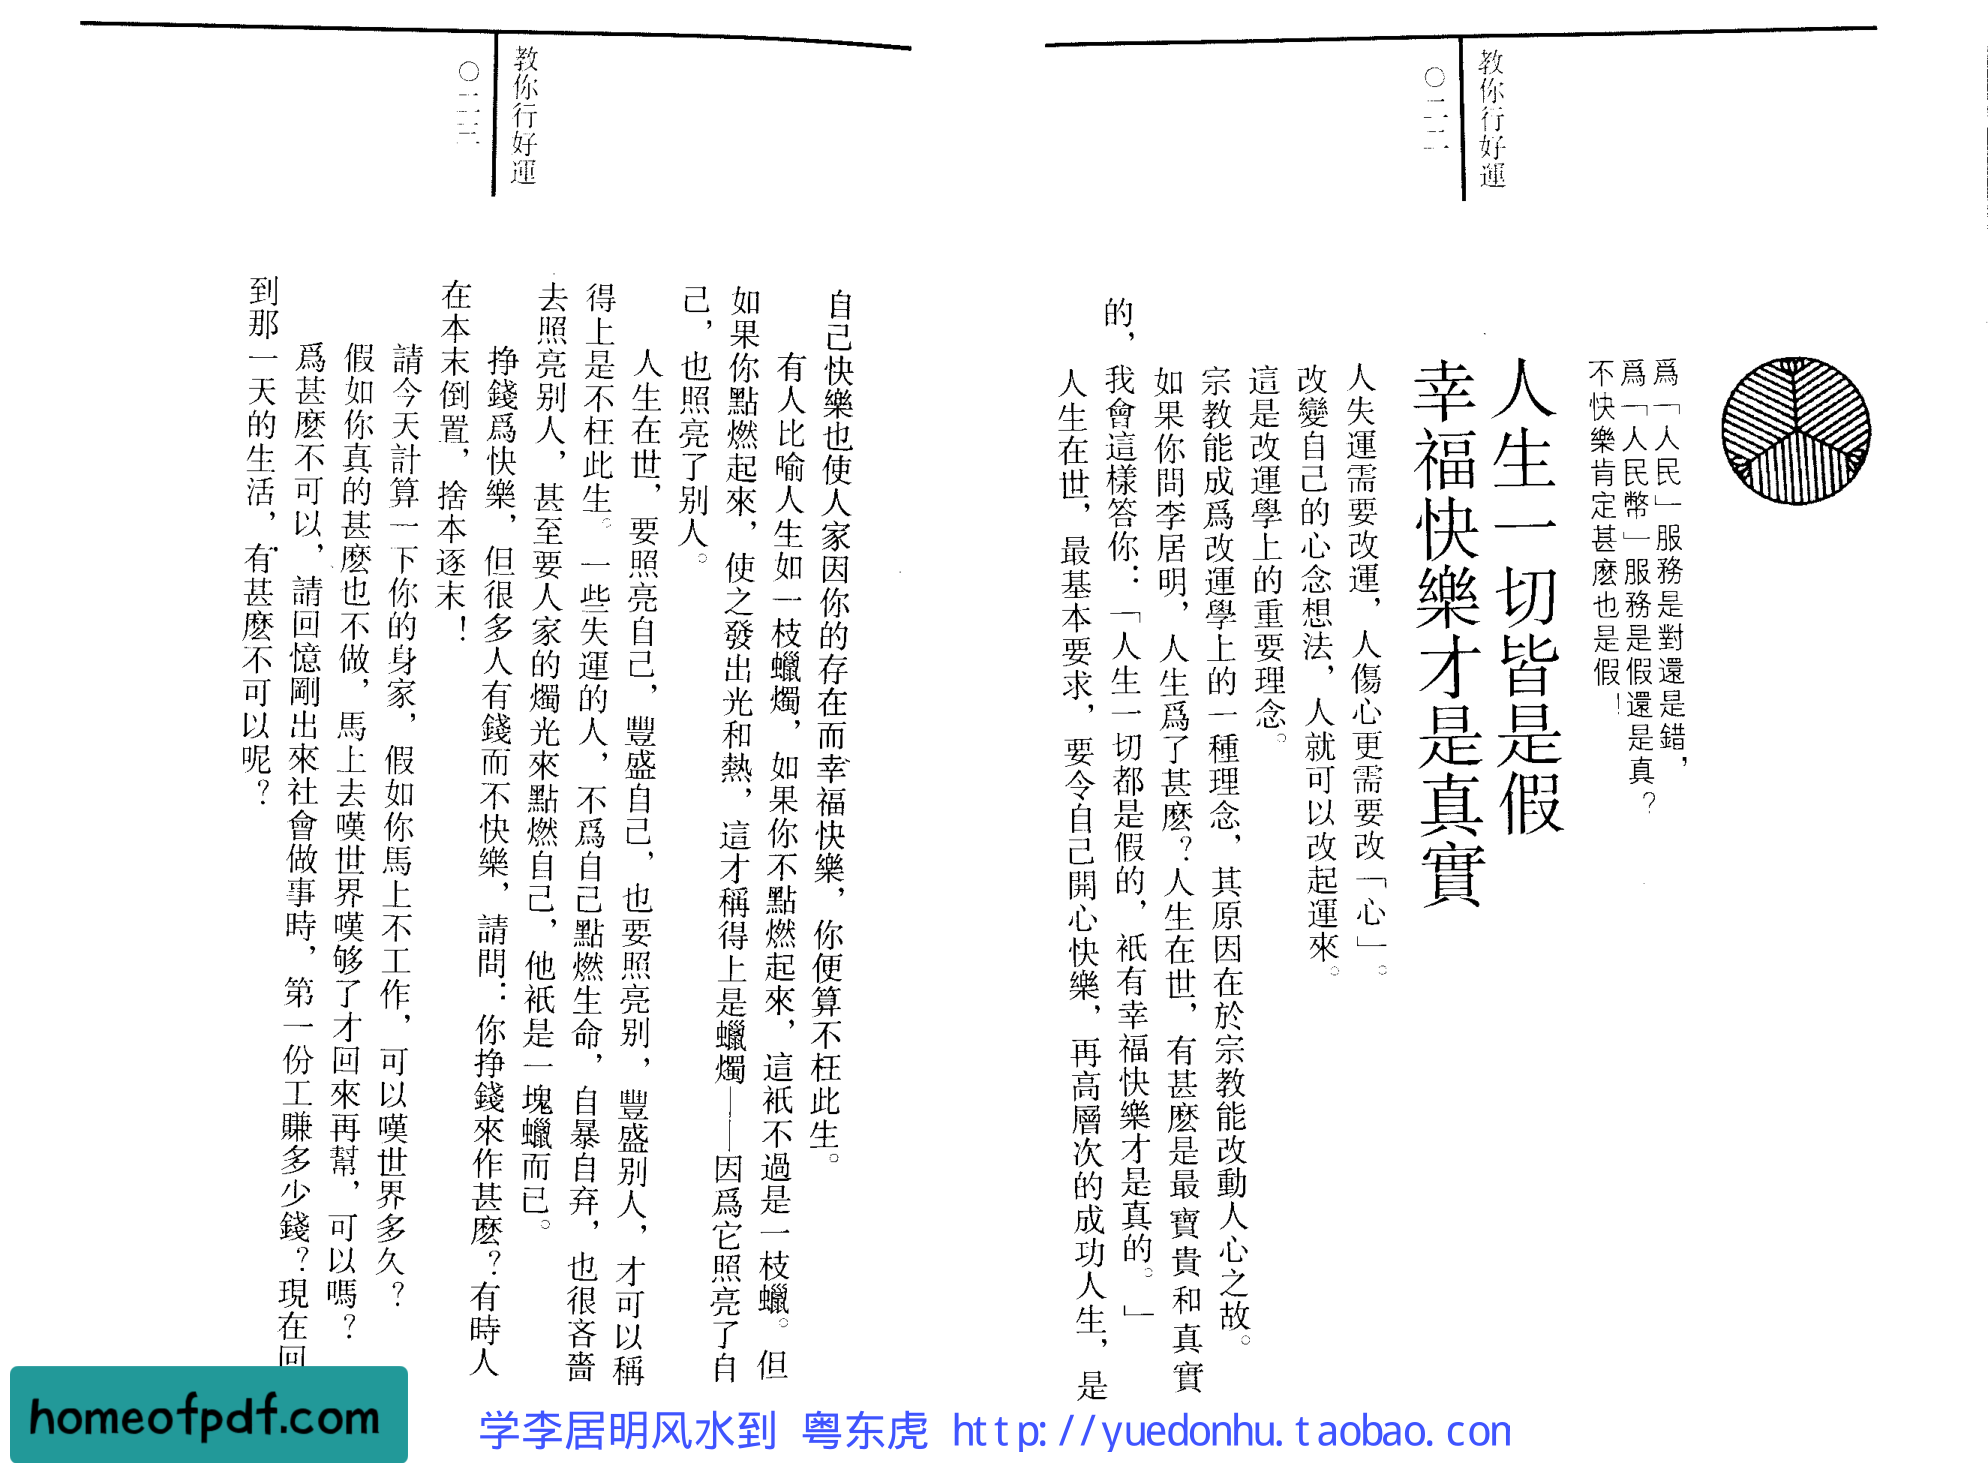 教你行好運
〇二二
爲「人民」服務是對還是錯，
爲「人民幣」服務是假還是真？
不快樂肯定甚麽也是假！
人生一切皆是假
幸福快樂才是真實
人失運需要改運，人傷心更需要改「心」。
改變自己的心念想法，人就可以改起運來。
這是改運學上的重要理念。
宗教能成爲改運學上的一種理念，其原因在於宗教能改動人心之故。
如果你問李居明，人生爲了甚麽？人生在世，有甚麽是最寶貴和真實
的，我會這樣答你：「人生一切都是假的，衹有幸福快樂才是真的。」
人生在世，最基本要求，要令自己開心快樂，再高層次的成功人生，是
教你行好運
〇二三
自己快樂也使人家因你的存在而幸福快樂，你便算不枉此生。
有人比喻人生如一枝蠟燭，如果你不點燃起來，這衹不過是一枝蠟。但
如果你點燃起來，使之發出光和熱，這才稱得上是蠟燭——因爲它照亮了自
己，也照亮了别人。
人生在世，要照亮自己，豐盛自己，也要照亮别，豐盛别人，才可以稱
得上是不枉此生。一些失運的人，不爲自己點燃生命，自暴自弃，也很吝嗇
去照亮别人，甚至要人家的燭光來點燃自己，他衹是一塊蠟而已。
掙錢爲快樂，但很多人有錢而不快樂，請問：你掙錢來作甚麽？有時人
在本末倒置，捨本逐末！
請今天計算一下你的身家，假如你馬上不工作，可以嘆世界多久？
假如你真的甚麽也不做，馬上去嘆世界嘆够了才回來再幫，可以嗎？
爲甚麽不可以，請回憶剛出來社會做事時，第一份工賺多少錢？現在回
到那一天的生活，有甚麽不可以呢？
homeofpdf.com
学李居明风水到 粤东虎 http://yuedonhu.taobao.con